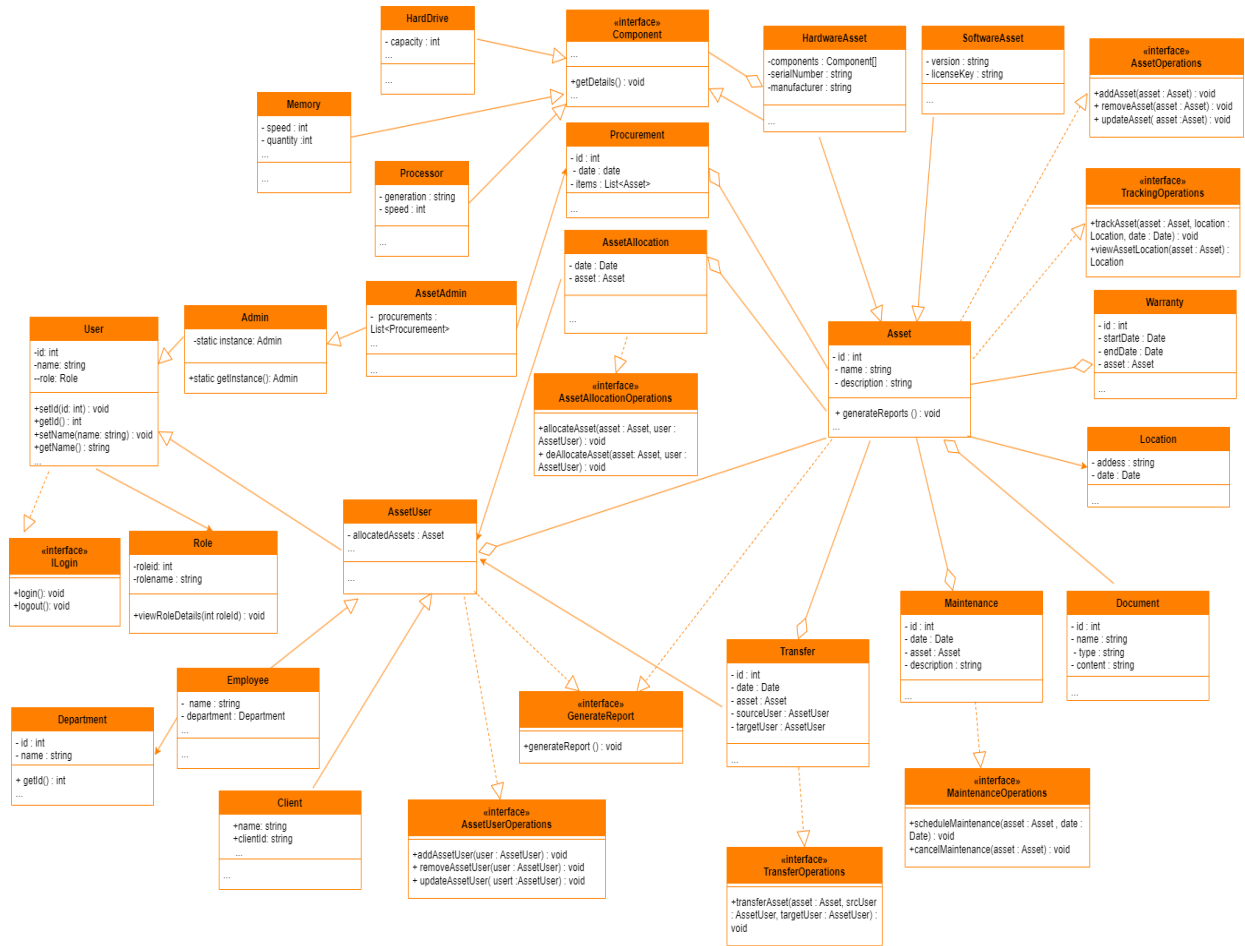 HardDrive
- capacity : int
...
...
«interface»
Component
...
+getDetails() : void
...
HardwareAsset
-components : Component[]
-serialNumber : string
-manufacturer : string
...
SoftwareAsset
- version : string
- licenseKey : string
...
«interface»
AssetOperations
+addAsset(asset : Asset) : void
+ removeAsset(asset : Asset) : void
+ updateAsset( asset :Asset) : void
Memory
- speed : int
- quantity :int
...
...
Procurement
- id : int
- date : date
- items : List<Asset>
...
Processor
- generation : string
- speed : int
...
«interface»
TrackingOperations
+trackAsset(asset : Asset, location :
Location, date : Date) : void
+viewAssetLocation(asset : Asset) :
Location
AssetAllocation
- date : Date
- asset : Asset
...
AssetAdmin
- procurements :
List<Procurement>
...
...
Admin
-static instance: Admin
+static getInstance(): Admin
User
-id: int
-name: string
--role: Role
+setId(id: int) : void
+getId() : int
+setName(name: string) : void
+getName() : string
...
Asset
- id : int
- name : string
- description : string
+ generateReports () : void
...
Warranty
- id : int
- startDate : Date
- endDate : Date
- asset : Asset
...
«interface»
AssetAllocationOperations
+allocateAsset(asset : Asset, user :
AssetUser) : void
+ deAllocateAsset(asset: Asset, user :
AssetUser) : void
Location
- addess : string
- date : Date
...
AssetUser
- allocatedAssets : Asset
...
...
«interface»
ILogin
+login(): void
+logout(): void
Role
-roleid: int
-rolename : string
+viewRoleDetails(int roleId) : void
Maintenance
- id : int
- date : Date
- asset : Asset
- description : string
...
Document
- id : int
- name : string
- type : string
- content : string
...
Transfer
- id : int
- date : Date
- asset : Asset
- sourceUser : AssetUser
- targetUser : AssetUser
...
Employee
- name : string
- department : Department
...
...
Department
- id : int
- name : string
+ getId() : int
...
«interface»
GenerateReport
+generateReport () : void
Client
+name: string
+clientId: string
...
...
«interface»
AssetUserOperations
+addAssetUser(user : AssetUser) : void
+ removeAssetUser(user : AssetUser) : void
+ updateAssetUser( usert :AssetUser) : void
«interface»
MaintenanceOperations
+scheduleMaintenance(asset : Asset , date :
Date) : void
+cancelMaintenance(asset : Asset) : void
«interface»
TransferOperations
+transferAsset(asset : Asset, srcUser
: AssetUser, targetUser : AssetUser) :
void